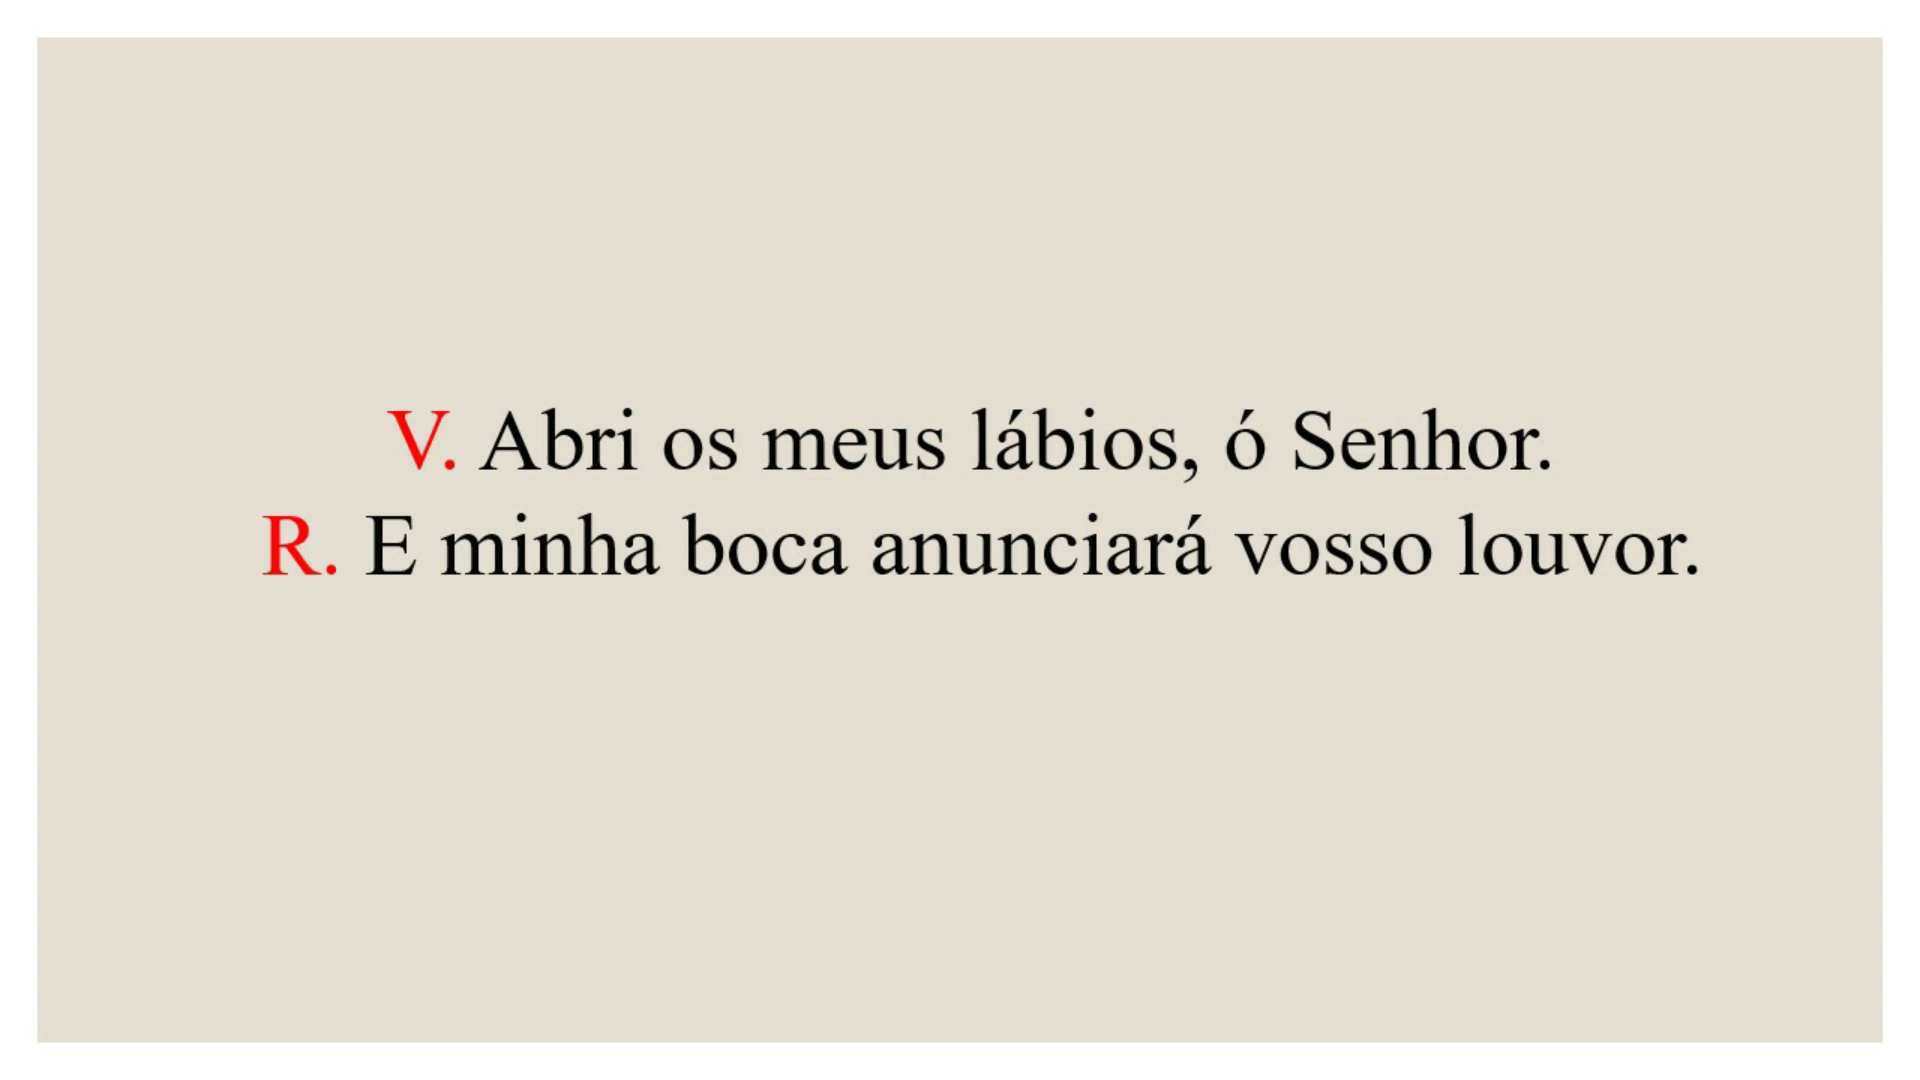 V. Abri os meus lábios, ó Senhor.
R. E minha boca anunciará vosso louvor.